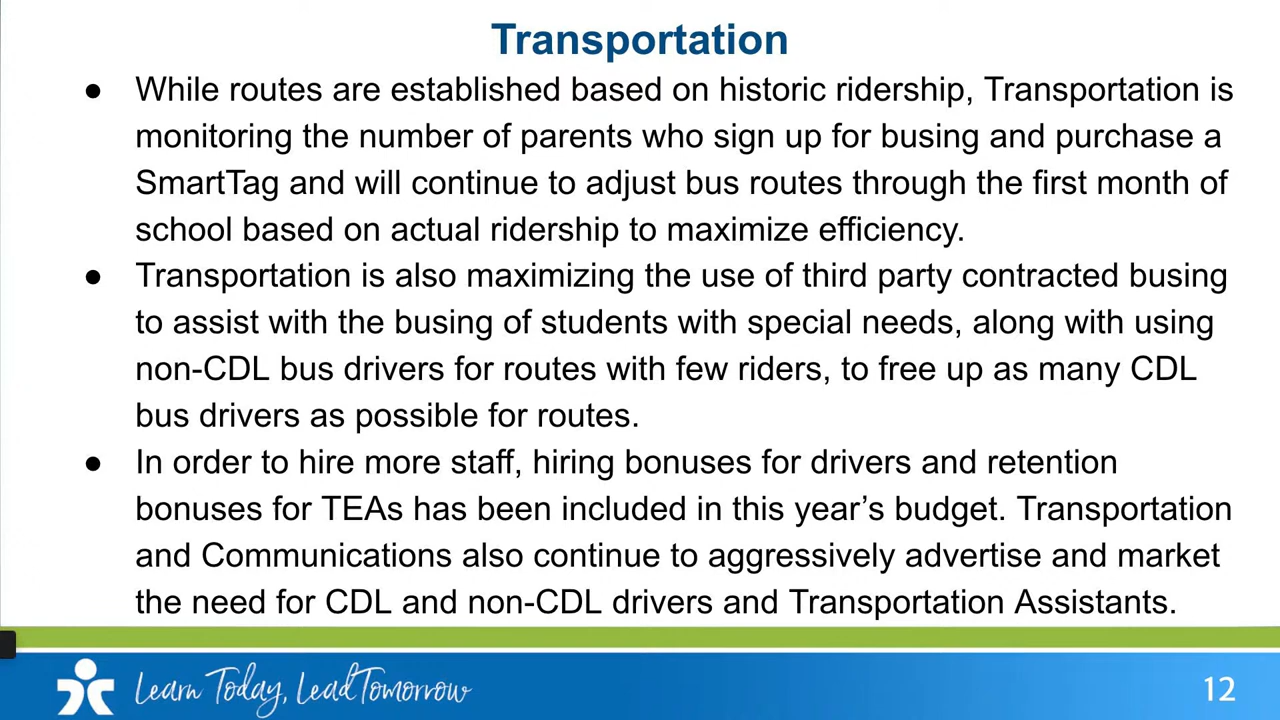 Transportation
● While routes are established based on historic ridership, Transportation is
monitoring the number of parents who sign up for busing and purchase a
SmartTag and will continue to adjust bus routes through the first month of
school based on actual ridership to maximize efficiency.
● Transportation is also maximizing the use of third party contracted busing
to assist with the busing of students with special needs, along with using
non-CDL bus drivers for routes with few riders, to free up as many CDL
bus drivers as possible for routes.
● In order to hire more staff, hiring bonuses for drivers and retention
bonuses for TEAs has been included in this year’s budget. Transportation
and Communications also continue to aggressively advertise and market
the need for CDL and non-CDL drivers and Transportation Assistants.
Learn Today, Lead Tomorrow
12